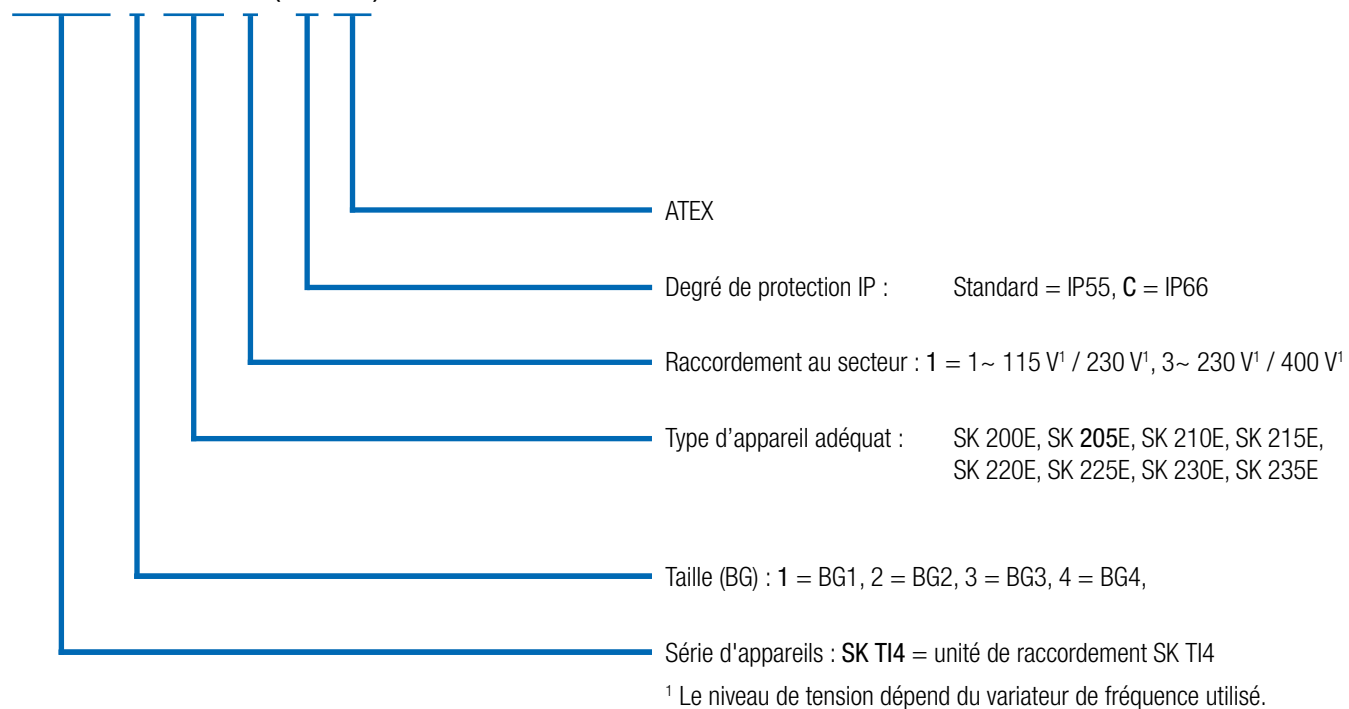 ATEX
Degré de protection IP : Standard = IP55, C = IP66
Raccordement au secteur : 1 = 1~ 115 V¹ / 230 V¹, 3~ 230 V¹ / 400 V¹
Type d’appareil adéquat : SK 200E, SK 205E, SK 210E, SK 215E,
SK 220E, SK 225E, SK 230E, SK 235E
Taille (BG) : 1 = BG1, 2 = BG2, 3 = BG3, 4 = BG4,
Série d'appareils : SK TI4 = unité de raccordement SK TI4
¹ Le niveau de tension dépend du variateur de fréquence utilisé.